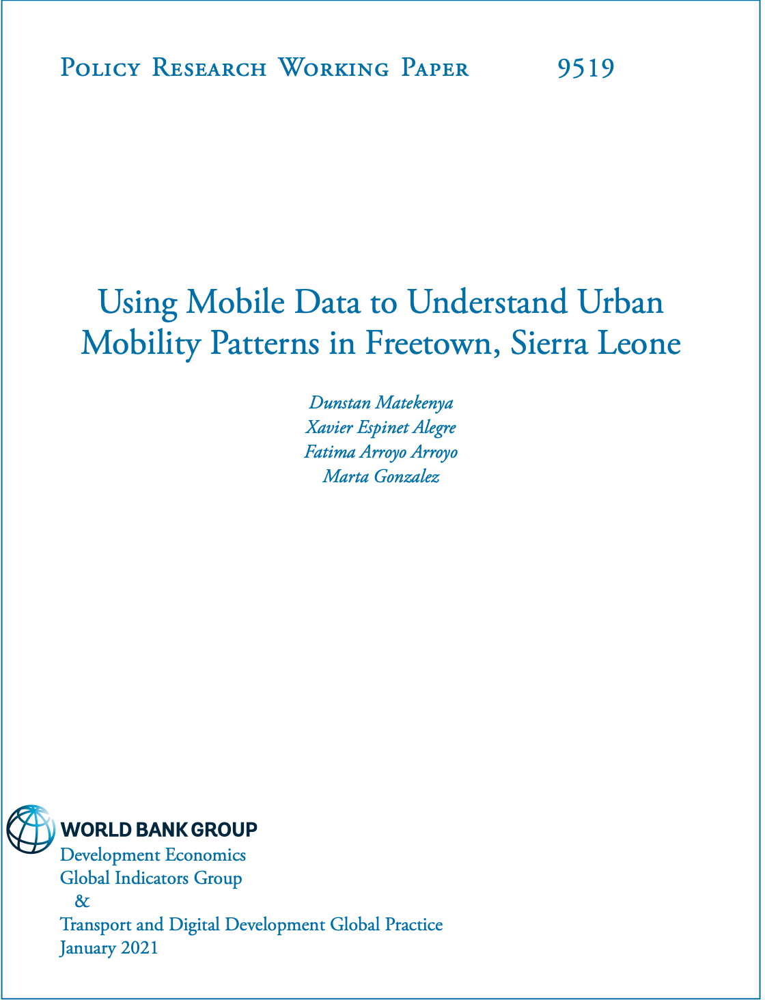 Policy Research Working Paper 9519
Using Mobile Data to Understand Urban
Mobility Patterns in Freetown, Sierra Leone
Dunstan Matekenya
Xavier Espinet Alegre
Fatima Arroyo Arroyo
Marta Gonzalez
WORLD BANK GROUP
Development Economics
Global Indicators Group
&
Transport and Digital Development Global Practice
January 2021